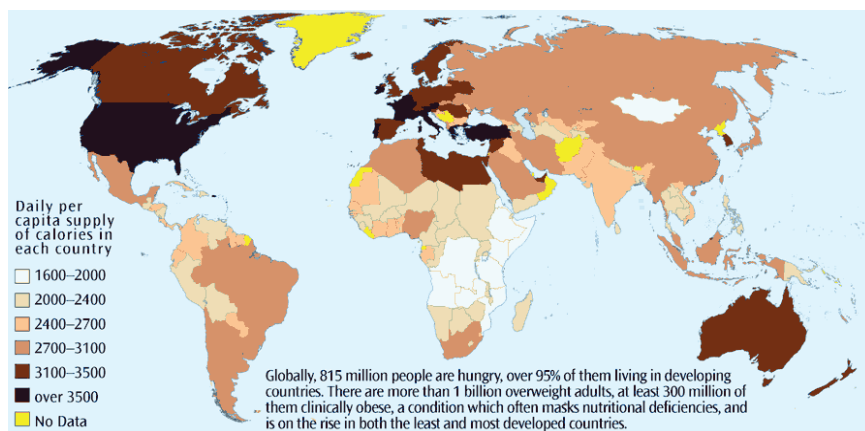 Daily per
capita supply
of calories in
each country
1600–2000
2000–2400
2400–2700
2700–3100
3100–3500
over 3500
No Data
Globally, 815 million people are hungry, over 95% of them living in developing
countries. There are more than 1 billion overweight adults, at least 300 million of
them clinically obese, a condition which often masks nutritional deficiencies, and
is on the rise in both the least and most developed countries.